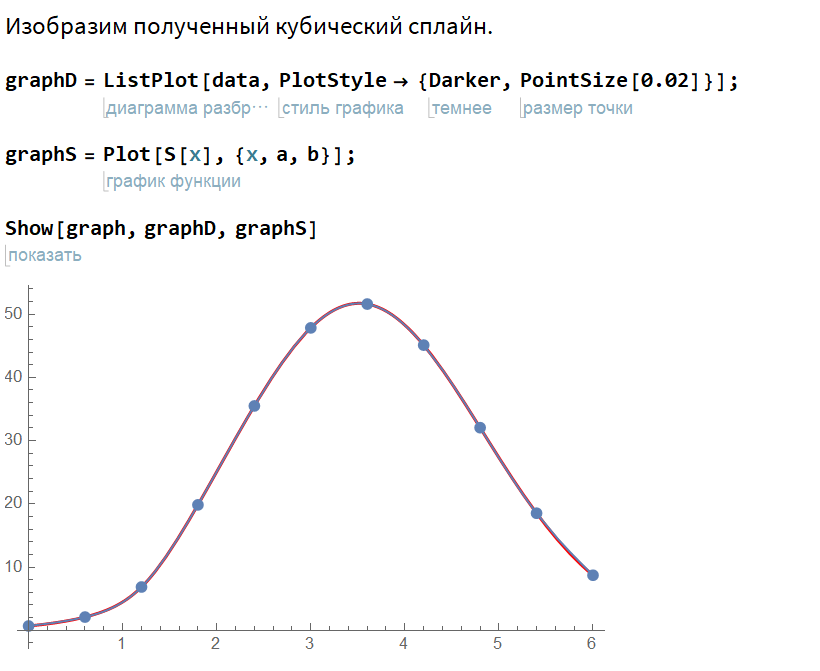 Изобразим полученный кубический сплайн.
graphD = ListPlot[data, PlotStyle → {Darker, PointSize[0.02]}];
диаграмма разбр⋯ стиль графика темнее размер точки
graphS = Plot[S[x], {x, a, b}];
график функции
Show[graph, graphD, graphS]
показать
50
40
30
20
10
1 2 3 4 5 6